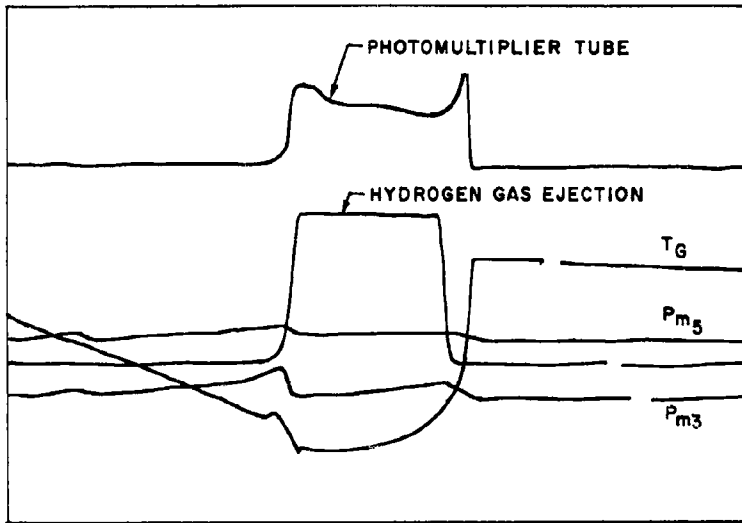 PHOTOMULTIPLIER TUBE
HYDROGEN GAS EJECTION
TG
Pm5
Pm3